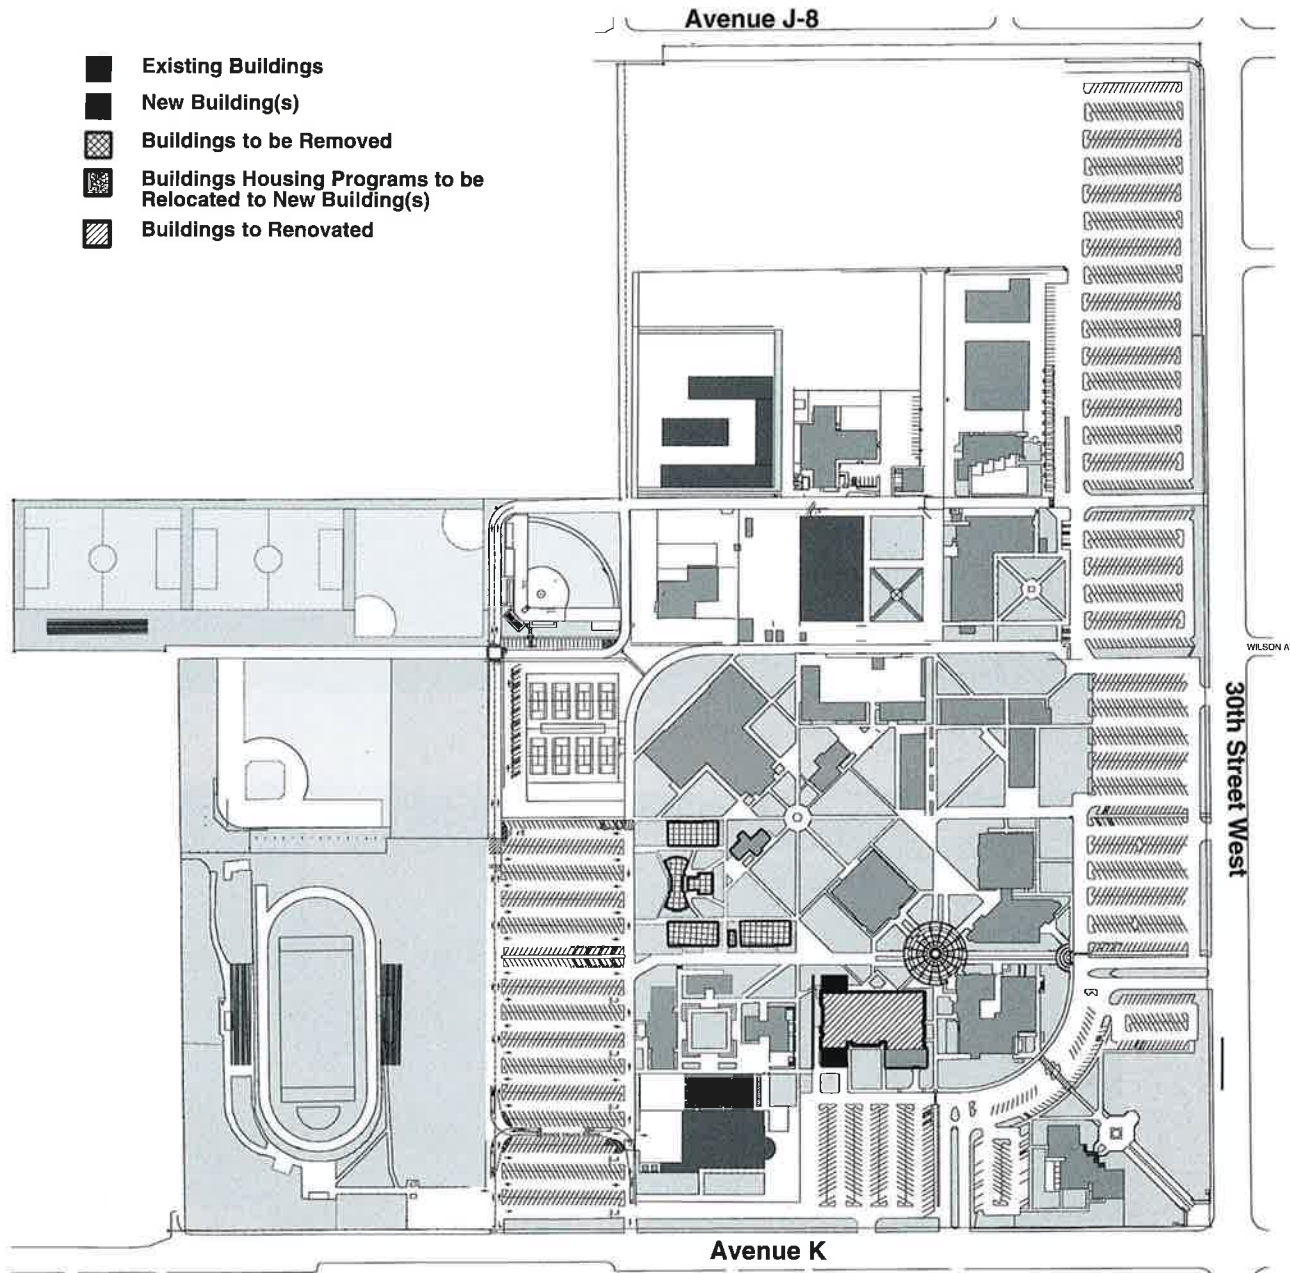 Avenue J-8
Existing Buildings
New Building(s)
Buildings to be Removed
Buildings Housing Programs to be
Relocated to New Building(s)
Buildings to Renovated
WILSON A
30th Street West
Avenue K